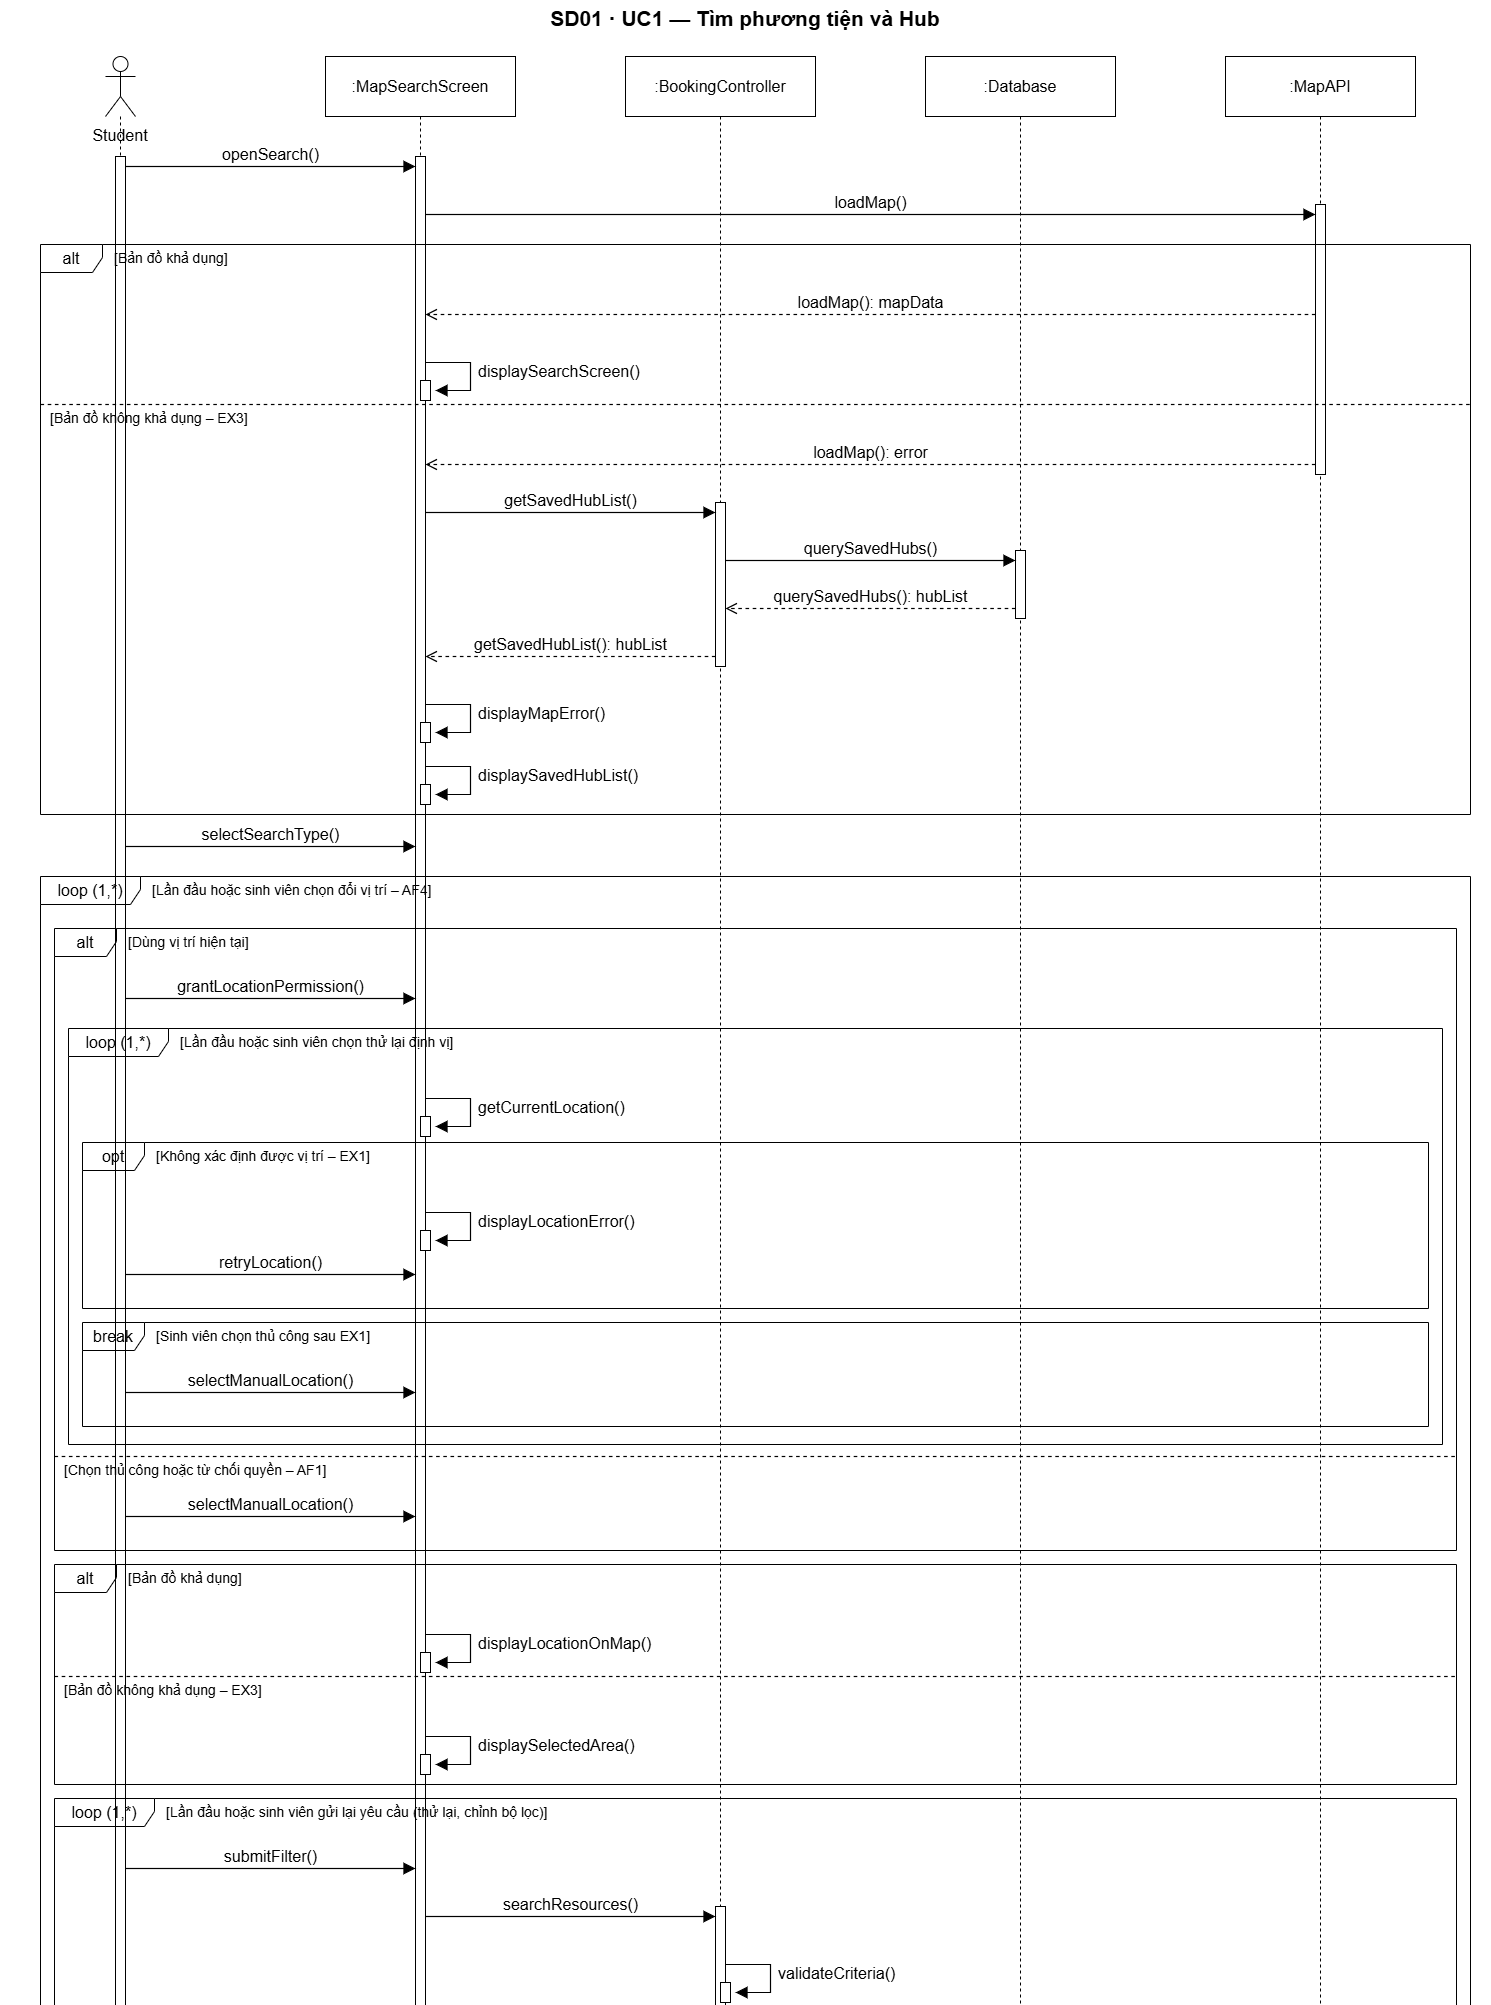 SD01 · UC1 — Tìm phương tiện và Hub
Student
:MapSearchScreen
:BookingController
:Database
:MapAPI
openSearch()
loadMap()
alt
[Bản đồ khả dụng]
loadMap(): mapData
displaySearchScreen()
[Bản đồ không khả dụng – EX3]
loadMap(): error
getSavedHubList()
querySavedHubs()
querySavedHubs(): hubList
getSavedHubList(): hubList
displayMapError()
displaySavedHubList()
selectSearchType()
loop (1,*)
[Lần đầu hoặc sinh viên chọn đổi vị trí – AF4]
alt
[Dùng vị trí hiện tại]
grantLocationPermission()
loop (1,*)
[Lần đầu hoặc sinh viên chọn thử lại định vị]
getCurrentLocation()
opt
[Không xác định được vị trí – EX1]
displayLocationError()
retryLocation()
break
[Sinh viên chọn thủ công sau EX1]
selectManualLocation()
[Chọn thủ công hoặc từ chối quyền – AF1]
selectManualLocation()
alt
[Bản đồ khả dụng]
displayLocationOnMap()
[Bản đồ không khả dụng – EX3]
displaySelectedArea()
loop (1,*)
[Lần đầu hoặc sinh viên gửi lại yêu cầu (thử lại, chỉnh bộ lọc)]
submitFilter()
searchResources()
validateCriteria()